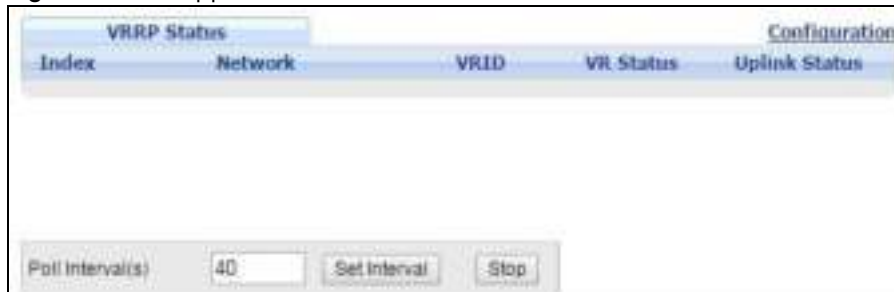 VRRP Status Configuration
Index Network VRID VR Status Uplink Status
Poll Interval(s) 40 Set Interval Stop